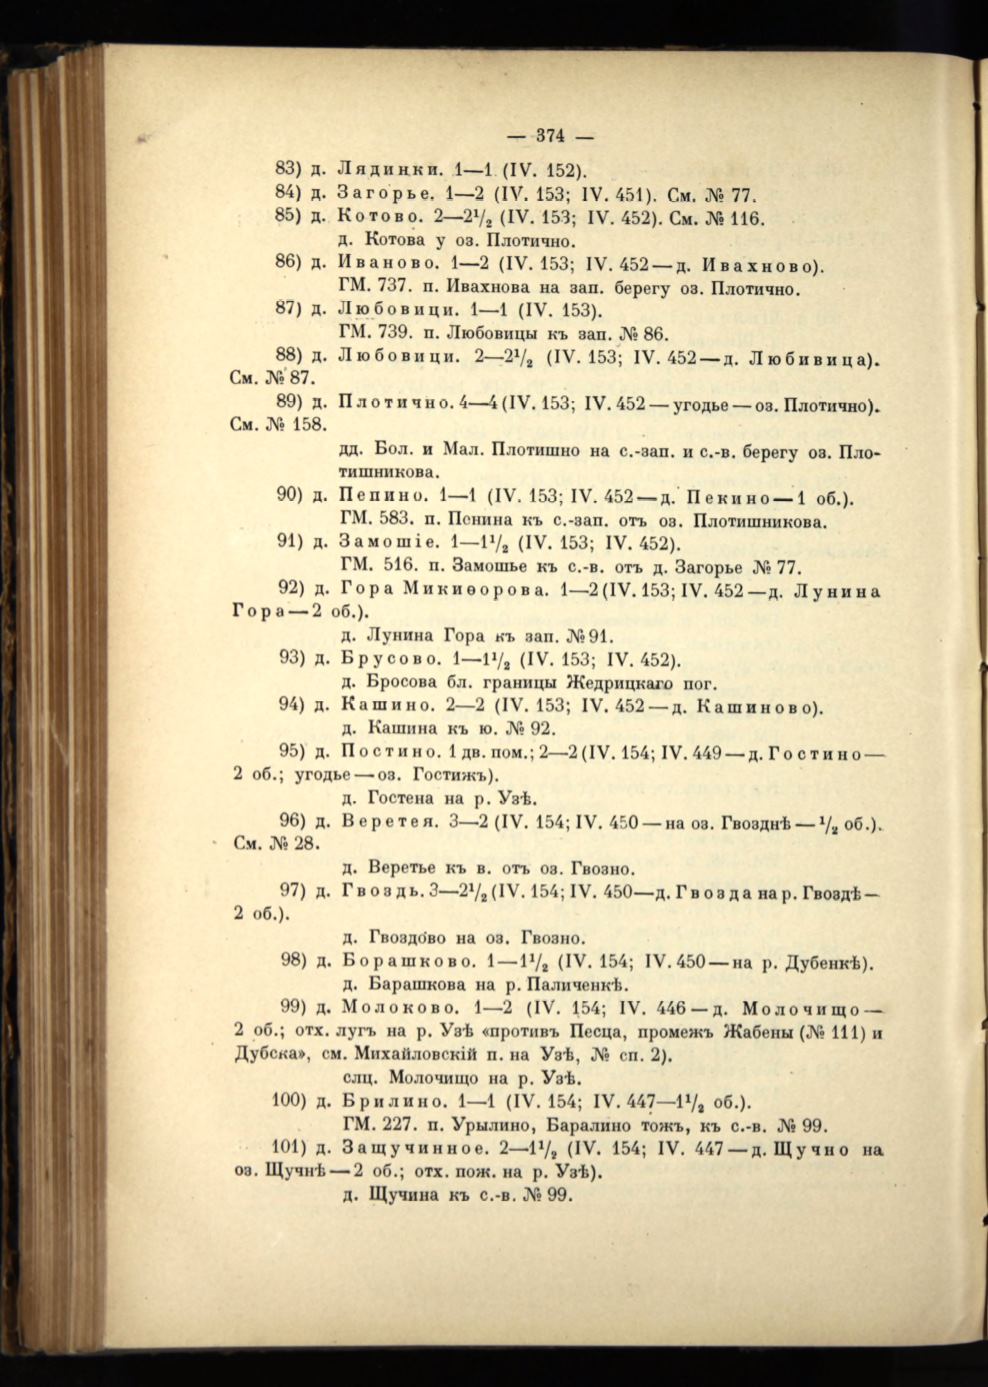 — 374 —
83) д. Лядинки. 1—1 (IV. 152).
84) д. Загорье. 1—2 (IV. 153; IV. 451). См. № 77.
85) д. Котово. 2—2½ (IV. 153; IV. 452). См. № 116.
д. Котова у оз. Плотично.
86) д. Иваново. 1—2 (IV. 153; IV. 452—д. Ивахново).
ГМ. 737. п. Ивахнова на зап. берегу оз. Плотично.
87) д. Любовици. 1—1 (IV. 153).
ГМ. 739. п. Любовицы къ зап. № 86.
88) д. Любовици. 2—2½ (IV. 153; IV. 452—д. Любивица).
См. № 87.
89) д. Плотично. 4—4 (IV. 153; IV. 452—угодье—оз. Плотично).
См. № 158.
дд. Бол. и Мал. Плотишно на с.-зап. и с.-в. берегу оз. Пло-
тишникова.
90) д. Пепино. 1—1 (IV. 153; IV. 452—д. Пекино—1 об.).
ГМ. 583. п. Пенина къ с.-зап. отъ оз. Плотишникова.
91) д. Замошіе. 1—1½ (IV. 153; IV. 452).
ГМ. 516. п. Замошье къ с.-в. отъ д. Загорье № 77.
92) д. Гора Микиѳорова. 1—2 (IV. 153; IV. 452—д. Лунина
Гора—2 об.).
д. Лунина Гора къ зап. № 91.
93) д. Брусово. 1—1½ (IV. 153; IV. 452).
д. Бросова бл. границы Жедрицкаго пог.
94) д. Кашино. 2—2 (IV. 153; IV. 452—д. Кашиново).
д. Кашина къ ю. № 92.
95) д. Постино. 1 дв. пом.; 2—2 (IV. 154; IV. 449—д. Гостино—
2 об.; угодье—оз. Гостижъ).
д. Гостена на р. Узѣ.
96) д. Веретея. 3—2 (IV. 154; IV. 450—на оз. Гвозднѣ—½ об.).
См. № 28.
д. Веретье къ в. отъ оз. Гвозно.
97) д. Гвоздь. 3—2½ (IV. 154; IV. 450—д. Гвозда на р. Гвоздѣ—
2 об.).
д. Гвоздово на оз. Гвозно.
98) д. Борашково. 1—1½ (IV. 154; IV. 450—на р. Дубенкѣ).
д. Барашкова на р. Паличенкѣ.
99) д. Молоково. 1—2 (IV. 154; IV. 446—д. Молочищо—
2 об.; отх. лугъ на р. Узѣ «противъ Песца, промежъ Жабены (№ 111) и
Дубска», см. Михайловскій п. на Узѣ, № сп. 2).
слц. Молочищо на р. Узѣ.
100) д. Брилино. 1—1 (IV. 154; IV. 447—1½ об.).
ГМ. 227. п. Урылино, Баралино тожъ, къ с.-в. № 99.
101) д. Защучинное. 2—1½ (IV. 154; IV. 447—д. Щучно на
оз. Щучнѣ—2 об.; отх. пож. на р. Узѣ).
д. Щучина къ с.-в. № 99.